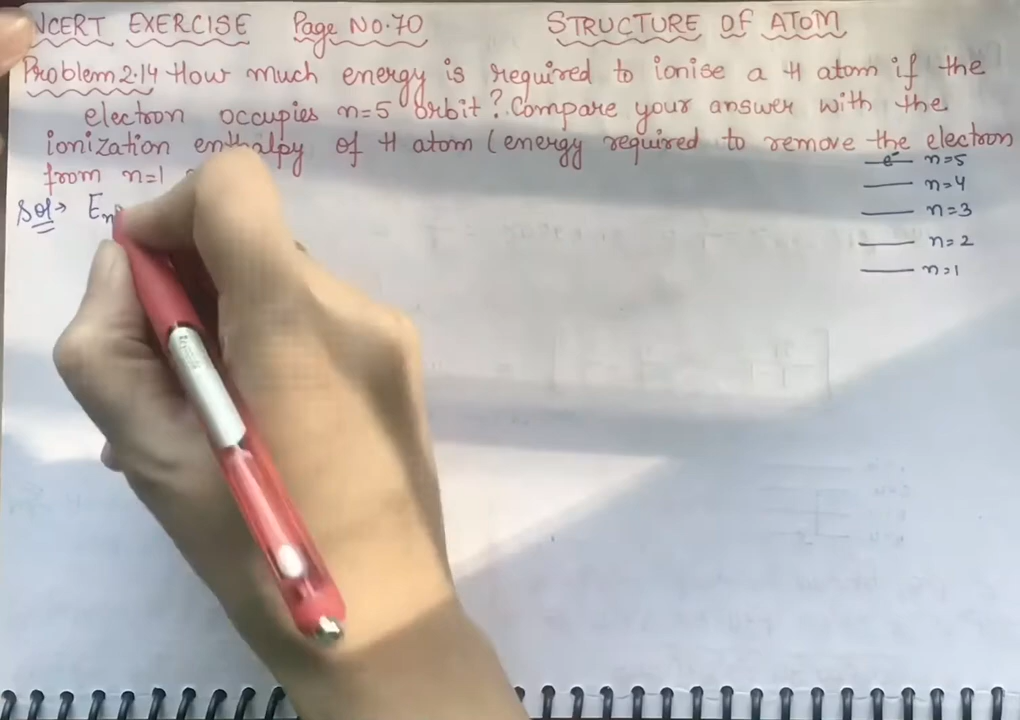 NCERT EXERCISE Page No.70 STRUCTURE OF ATOM
Problem 2.14 How much energy is required to ionise a H atom if the
electron occupies n=5 orbit? Compare your answer with the
ionization enthalpy of H atom (energy required to remove the electron
from n=1
e⁻ n=5
n=4
n=3
n=2
n=1
Sol→ En